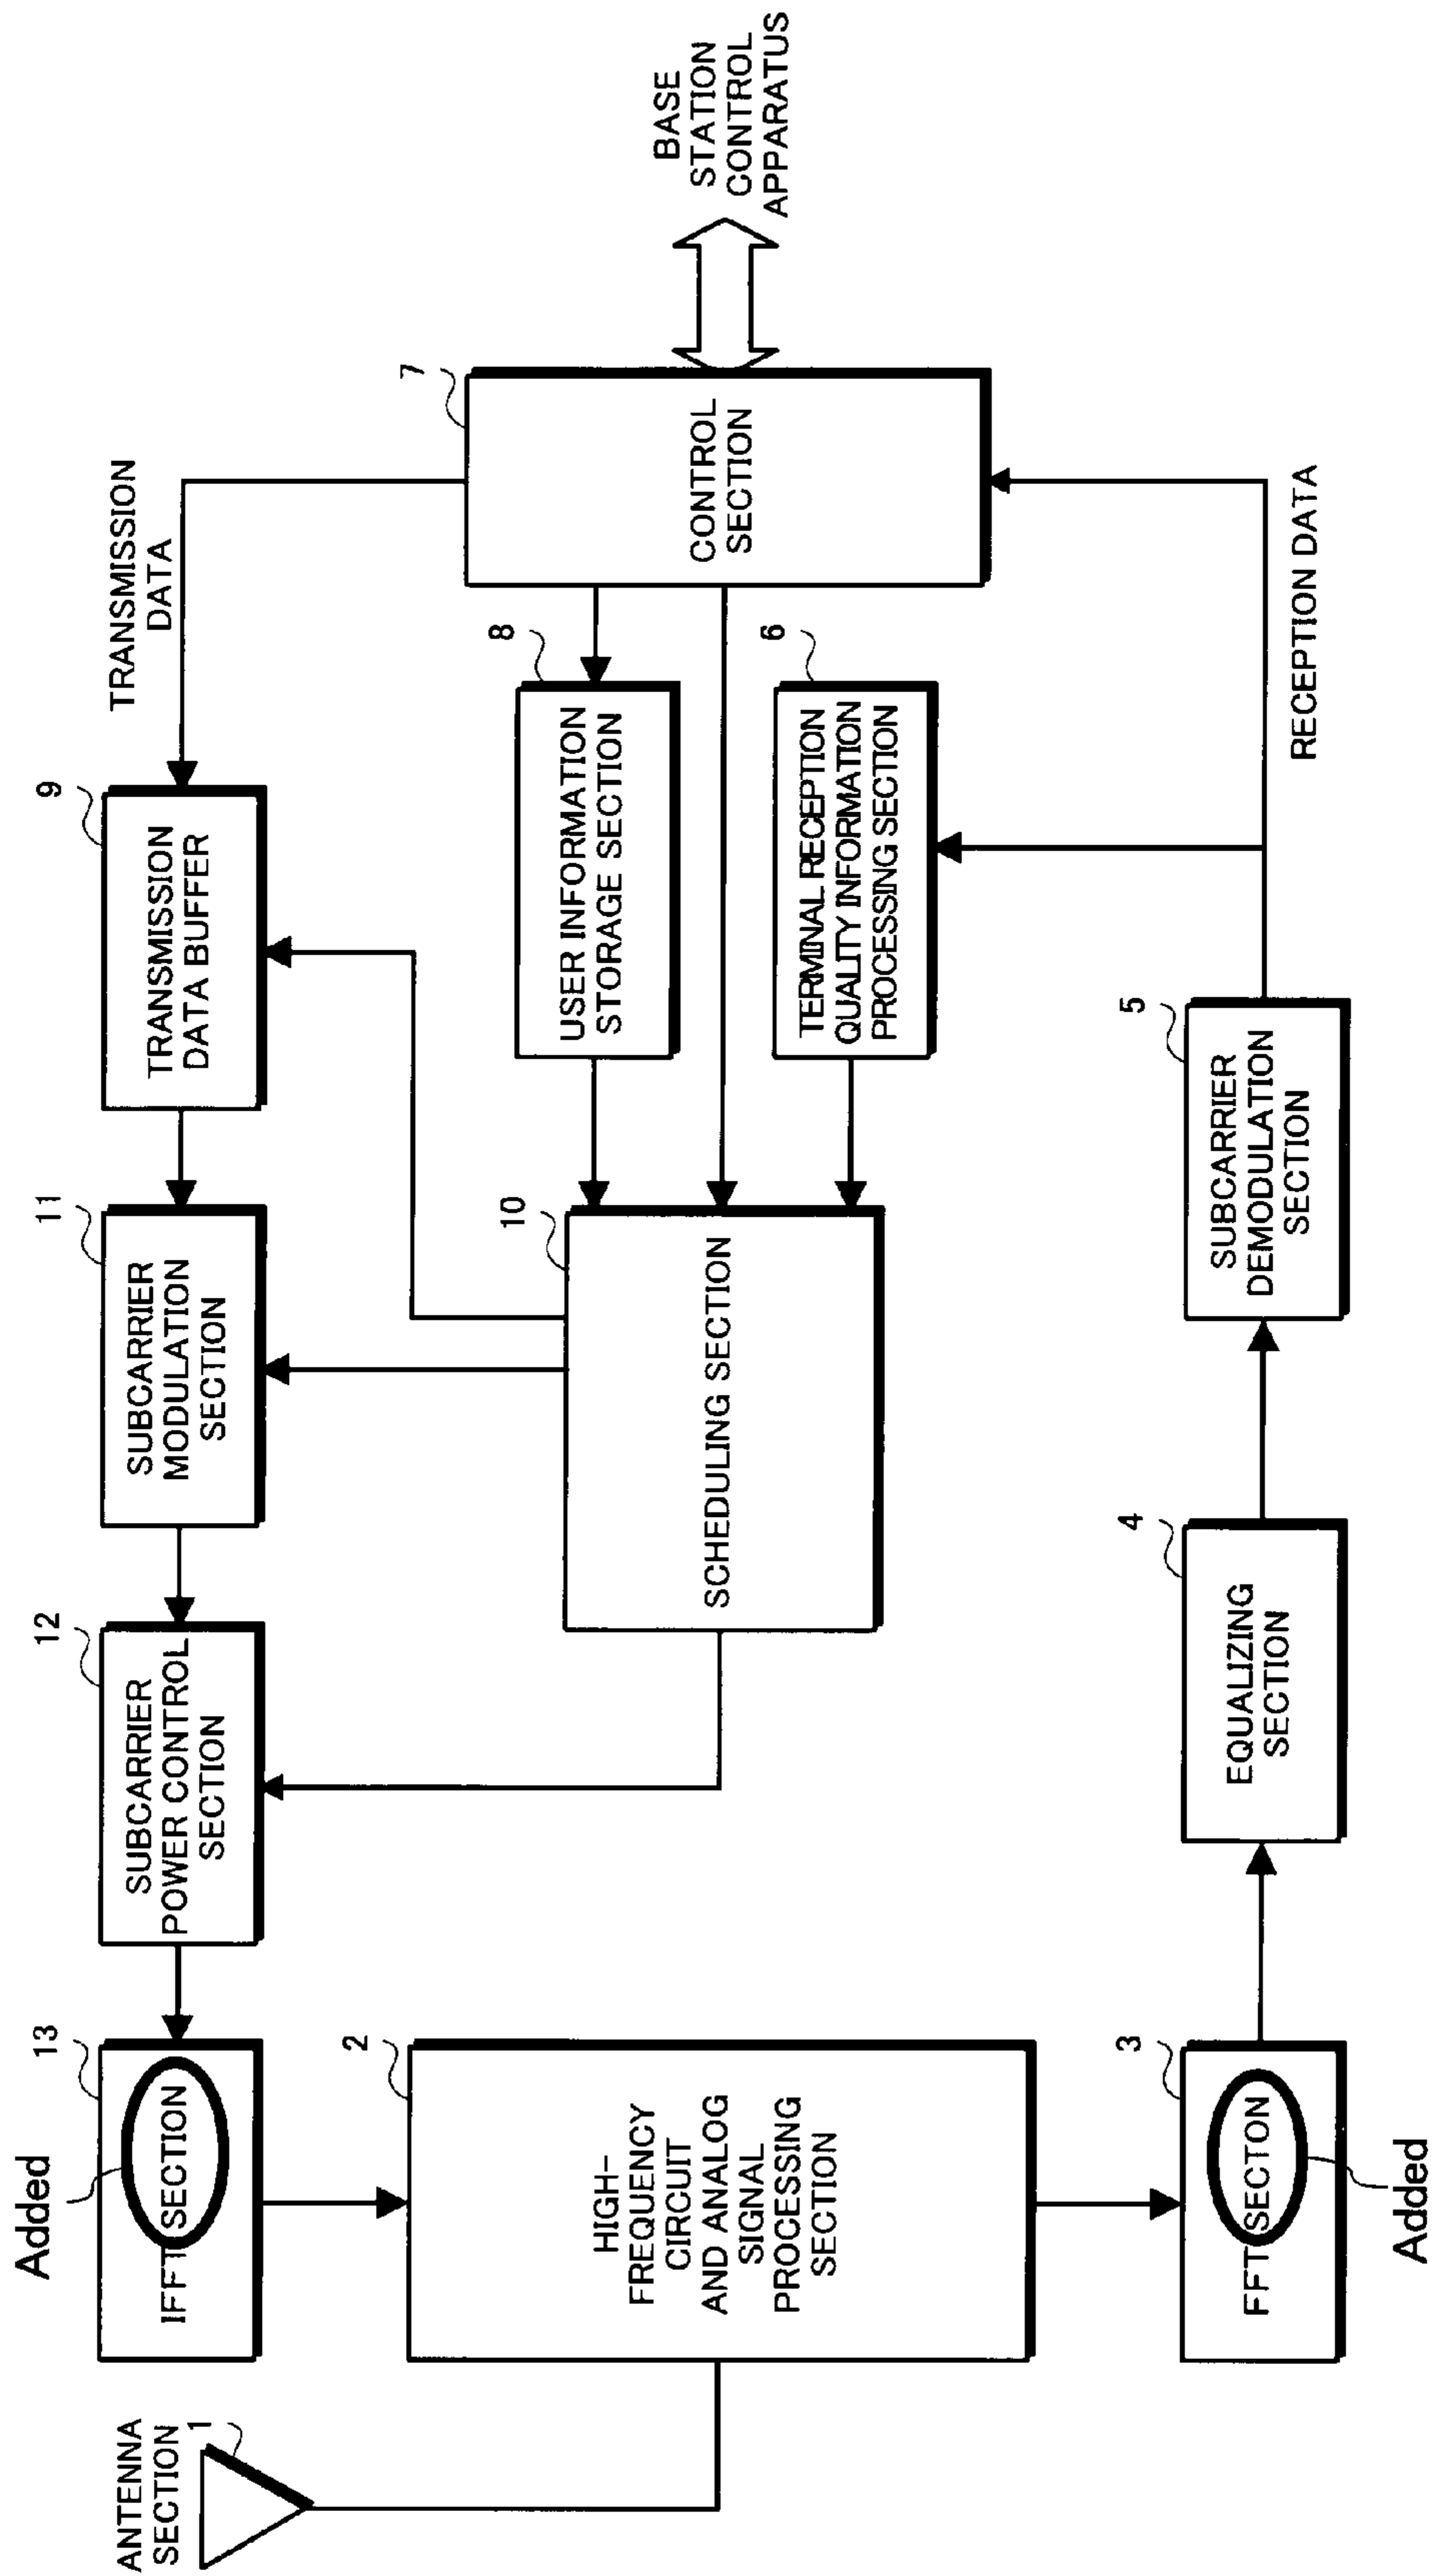 ANTENNA
SECTION
1
Added
13
IFFT SECTION
12
SUBCARRIER
POWER CONTROL
SECTION
11
SUBCARRIER
MODULATION
SECTION
9
TRANSMISSION
DATA BUFFER
TRANSMISSION
DATA
2
HIGH-
FREQUENCY
CIRCUIT
AND ANALOG
SIGNAL
PROCESSING
SECTION
10
SCHEDULING SECTION
8
USER INFORMATION
STORAGE SECTION
6
TERMINAL RECEPTION
QUALITY INFORMATION
PROCESSING SECTION
7
CONTROL
SECTION
BASE
STATION
CONTROL
APPARATUS
3
FFT SECTON
Added
4
EQUALIZING
SECTION
5
SUBCARRIER
DEMODULATION
SECTION
RECEPTION DATA